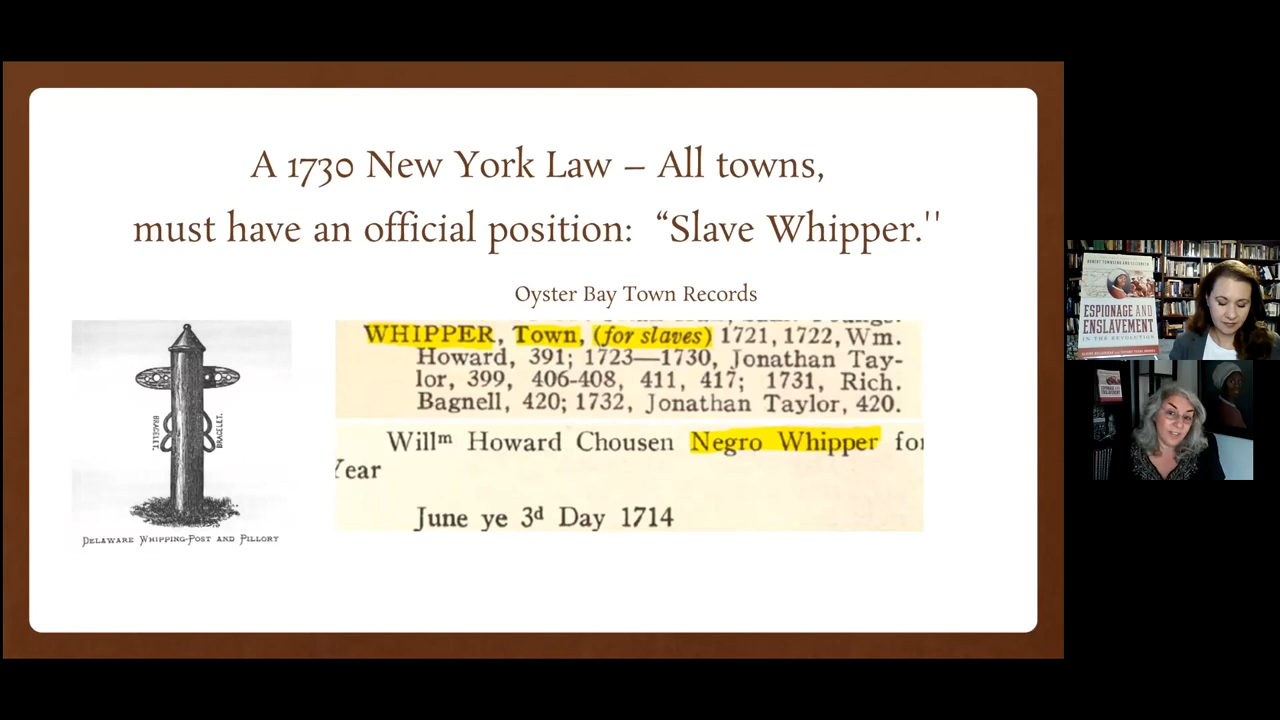 A 1730 New York Law – All towns,
must have an official position: “Slave Whipper.''
Oyster Bay Town Records
WHIPPER, Town, (for slaves) 1721, 1722, Wm.
Howard, 391; 1723—1730, Jonathan Tay-
lor, 399, 406-408, 411, 417; 1731, Rich.
Bagnell, 420; 1732, Jonathan Taylor, 420.
Willm Howard Chousen Negro Whipper for
Year
June ye 3d Day 1714
BRACELET.
BRACELET.
DELAWARE WHIPPING-POST AND PILLORY
ESPIONAGE AND
ENSLAVEMENT
IN THE REVOLUTION